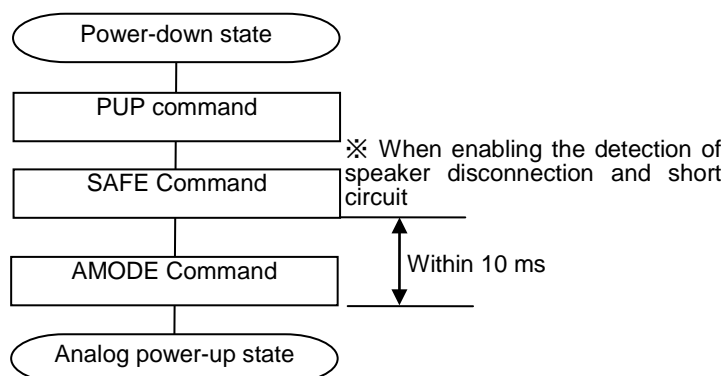 Power-down state
PUP command
※ When enabling the detection of
speaker disconnection and short
circuit
SAFE Command
Within 10 ms
AMODE Command
Analog power-up state